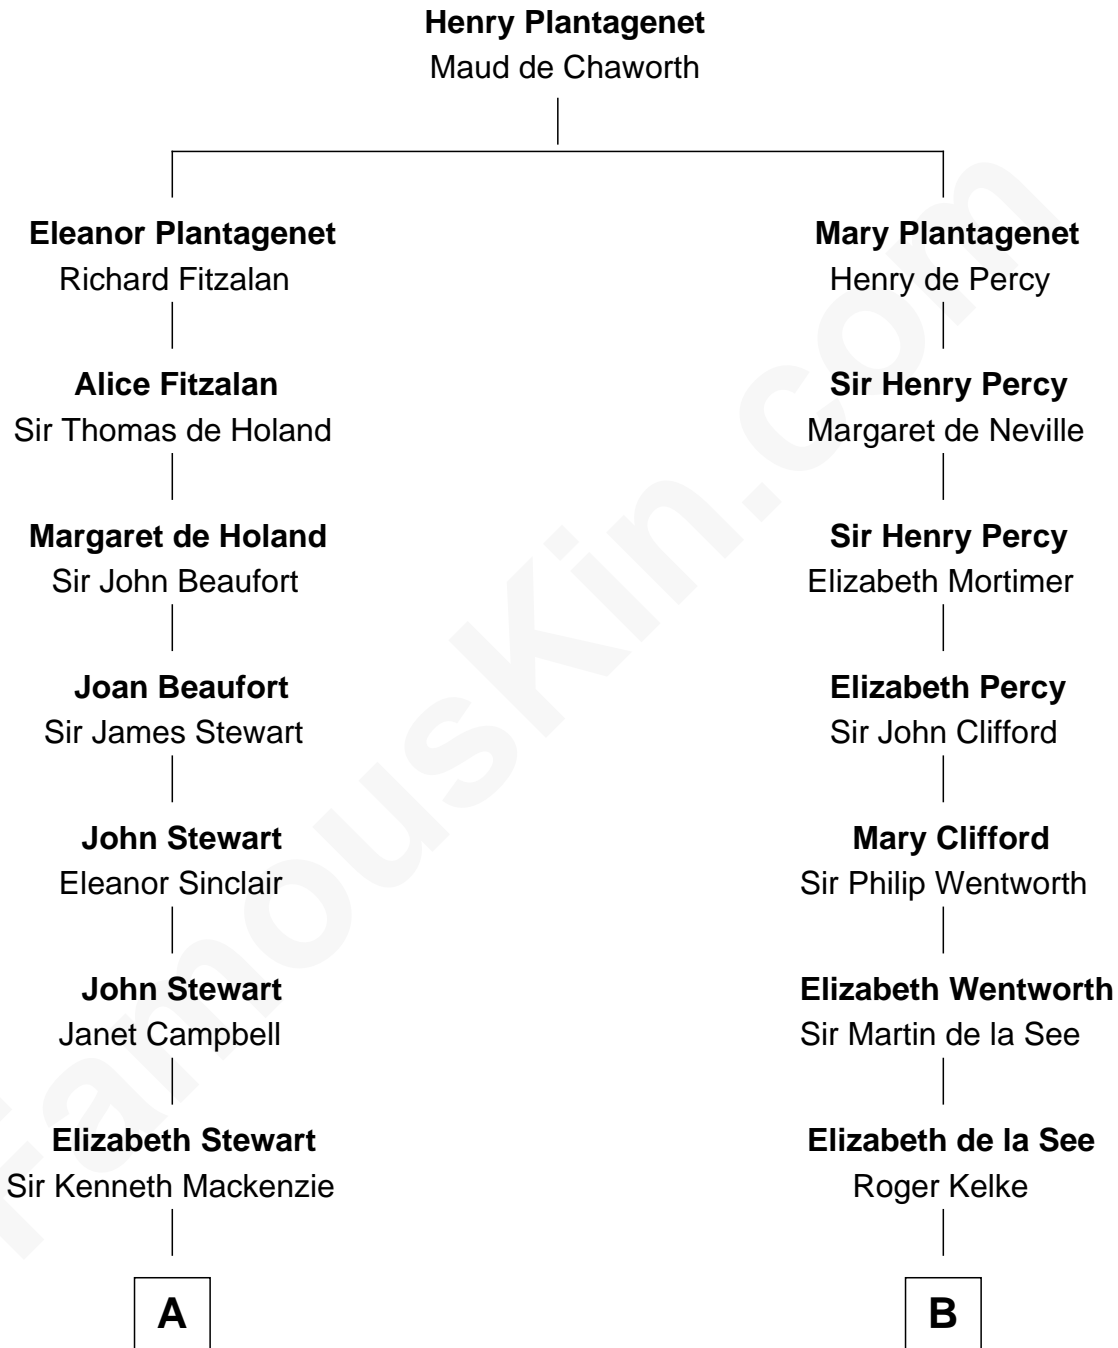 Henry Plantagenet
Maud de Chaworth
Eleanor Plantagenet
Richard Fitzalan
Mary Plantagenet
Henry de Percy
Alice Fitzalan
Sir Thomas de Holand
Sir Henry Percy
Margaret de Neville
Margaret de Holand
Sir John Beaufort
Sir Henry Percy
Elizabeth Mortimer
Joan Beaufort
Sir James Stewart
Elizabeth Percy
Sir John Clifford
John Stewart
Eleanor Sinclair
Mary Clifford
Sir Philip Wentworth
John Stewart
Janet Campbell
Elizabeth Wentworth
Sir Martin de la See
Elizabeth Stewart
Sir Kenneth Mackenzie
Elizabeth de la See
Roger Kelke
A
B
FamousKin.com